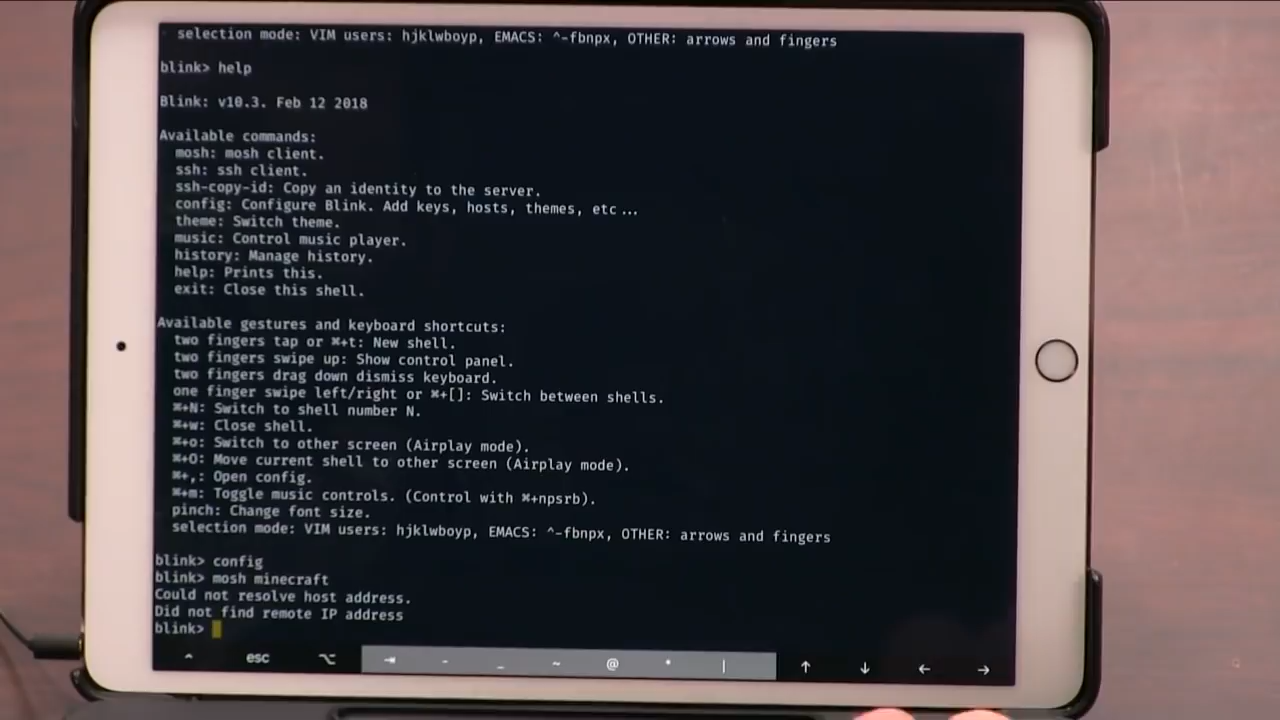 selection mode: VIM users: hjklwboyp, EMACS: ^-fbnpx, OTHER: arrows and fingers
blink> help
Blink: v10.3. Feb 12 2018
Available commands:
mosh: mosh client.
ssh: ssh client.
ssh-copy-id: Copy an identity to the server.
config: Configure Blink. Add keys, hosts, themes, etc...
theme: Switch theme.
music: Control music player.
history: Manage history.
help: Prints this.
exit: Close this shell.
Available gestures and keyboard shortcuts:
two fingers tap or ⌘+t: New shell.
two fingers swipe up: Show control panel.
two fingers drag down dismiss keyboard.
one finger swipe left/right or ⌘+[]: Switch between shells.
⌘+N: Switch to shell number N.
⌘+w: Close shell.
⌘+o: Switch to other screen (Airplay mode).
⌘+O: Move current shell to other screen (Airplay mode).
⌘+,: Open config.
⌘+m: Toggle music controls. (Control with ⌘+npsrb).
pinch: Change font size.
selection mode: VIM users: hjklwboyp, EMACS: ^-fbnpx, OTHER: arrows and fingers
blink> config
blink> mosh minecraft
Could not resolve host address.
Did not find remote IP address
blink>
^ esc ⌥ ⇥ - _ ~ @ * | ↑ ↓ ← →